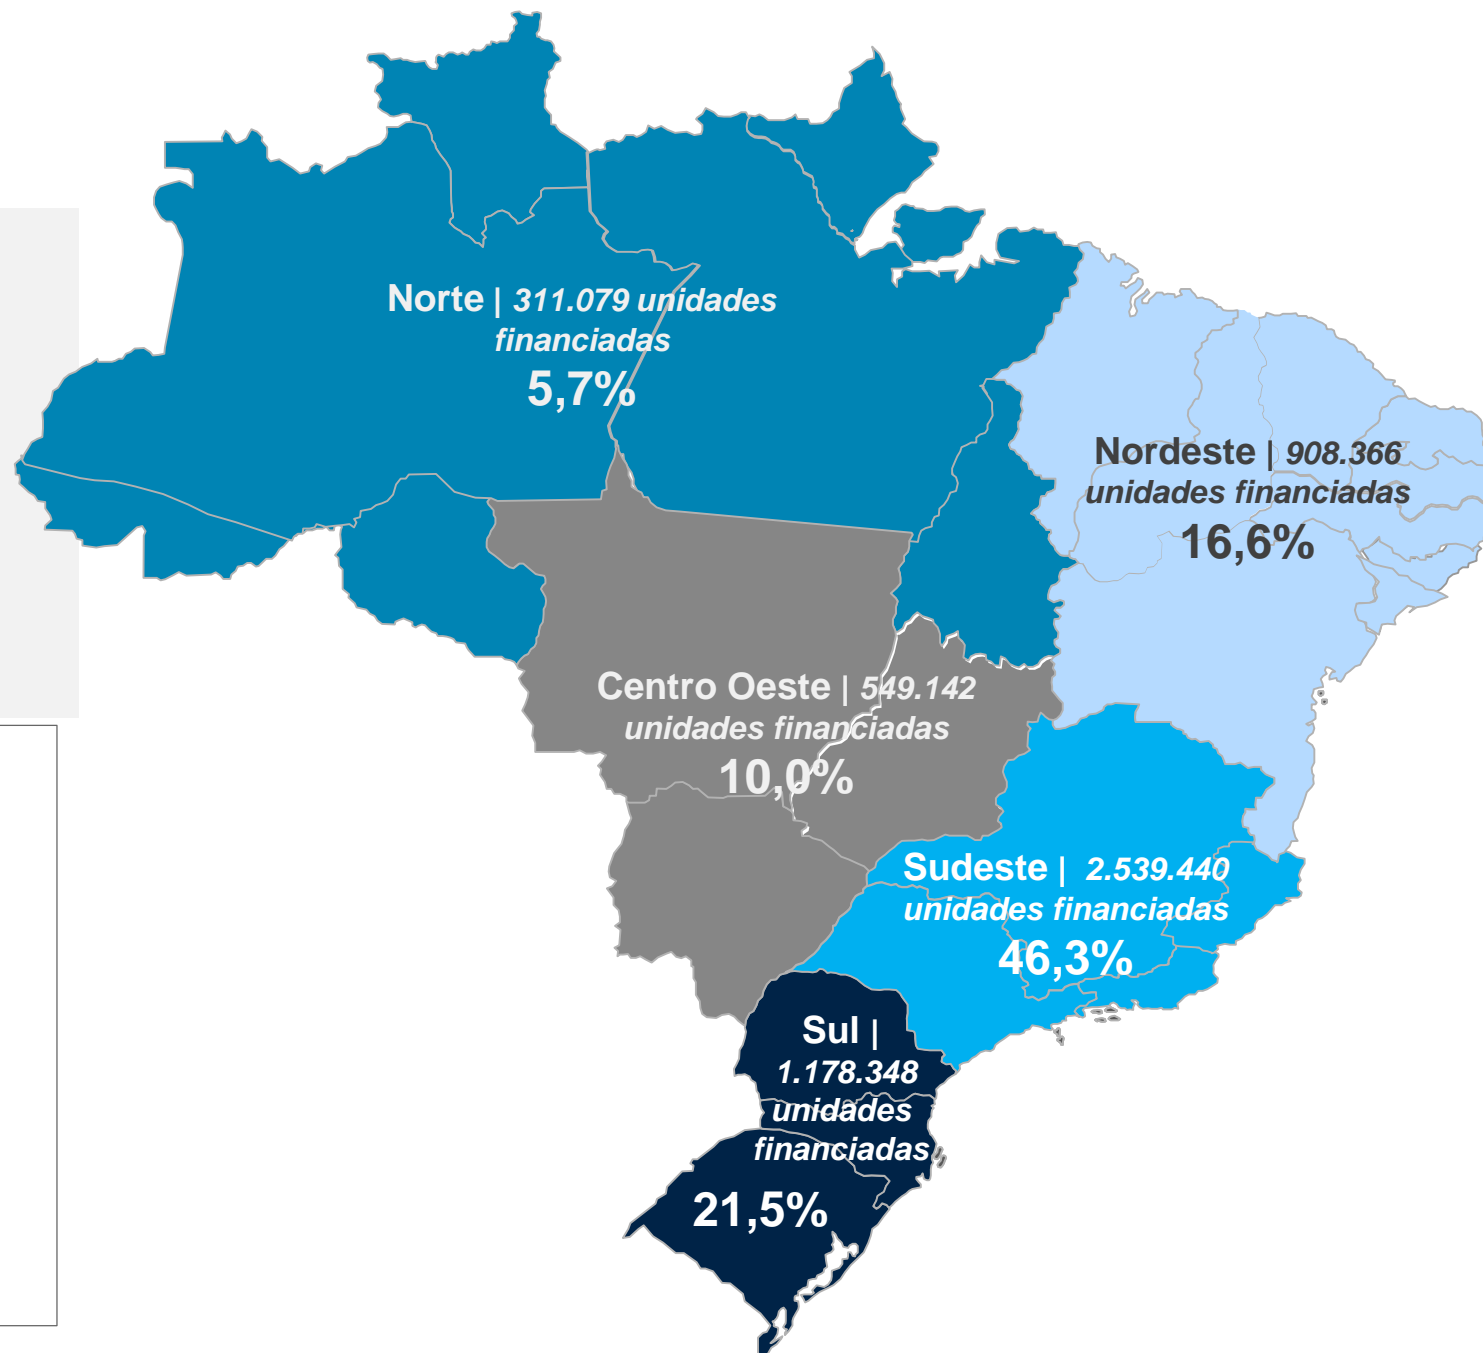 Norte | 311.079 unidades
financiadas
5,7%
Nordeste | 908.366
unidades financiadas
16,6%
Centro Oeste | 549.142
unidades financiadas
10,0%
Sudeste | 2.539.440
unidades financiadas
46,3%
Sul |
1.178.348
unidades
financiadas
21,5%